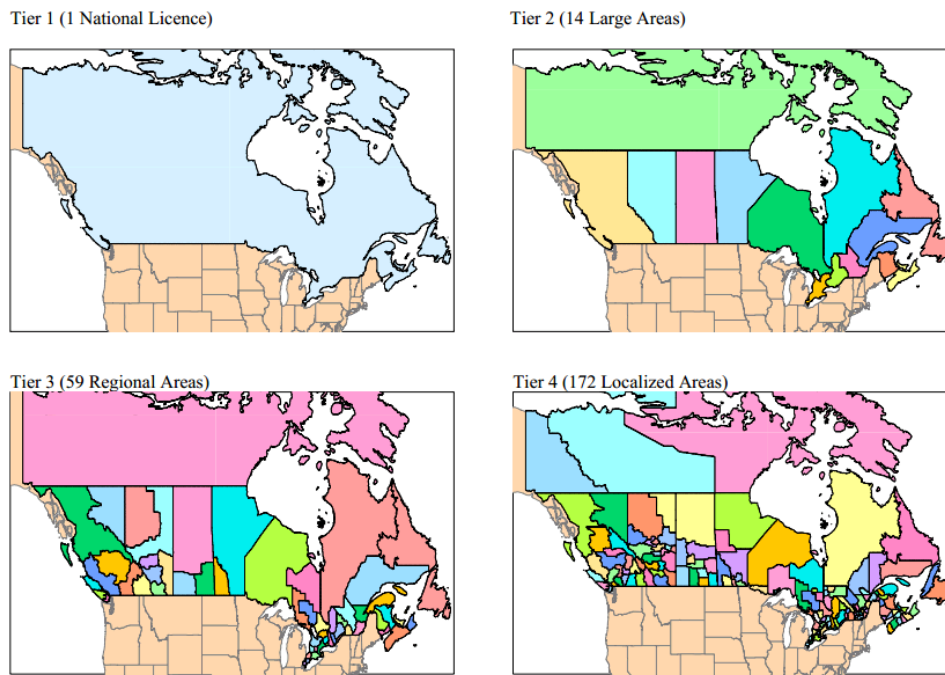 Tier 1 (1 National Licence)
Tier 2 (14 Large Areas)
Tier 3 (59 Regional Areas)
Tier 4 (172 Localized Areas)